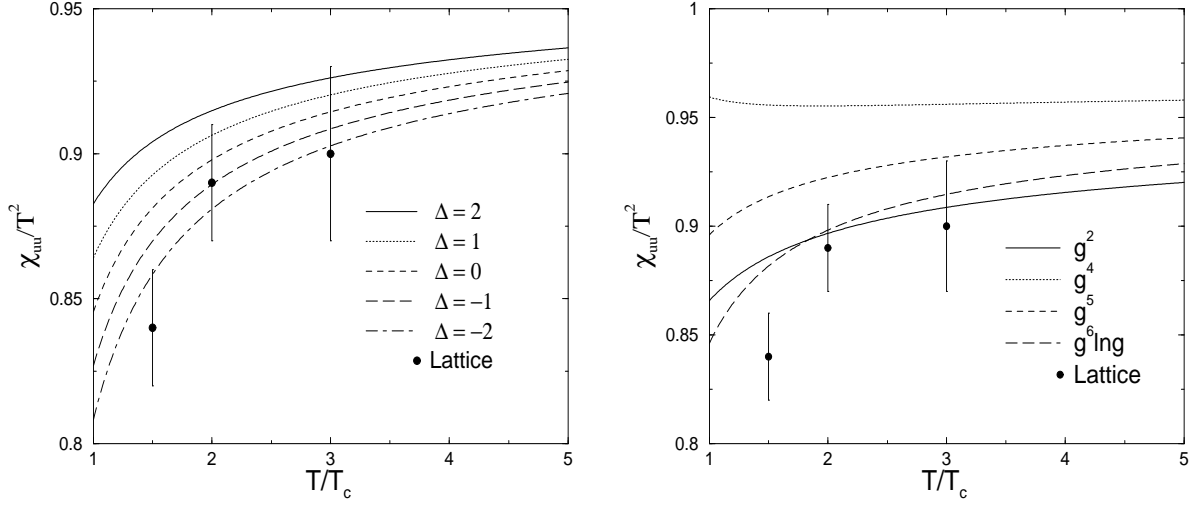 0.95
0.9
0.85
0.8
χuu/T²
1 2 3 4 5
T/Tc
Δ = 2
Δ = 1
Δ = 0
Δ = −1
Δ = −2
Lattice
1
0.95
0.9
0.85
0.8
χuu/T²
1 2 3 4 5
T/Tc
g²
g⁴
g⁵
g⁶lng
Lattice